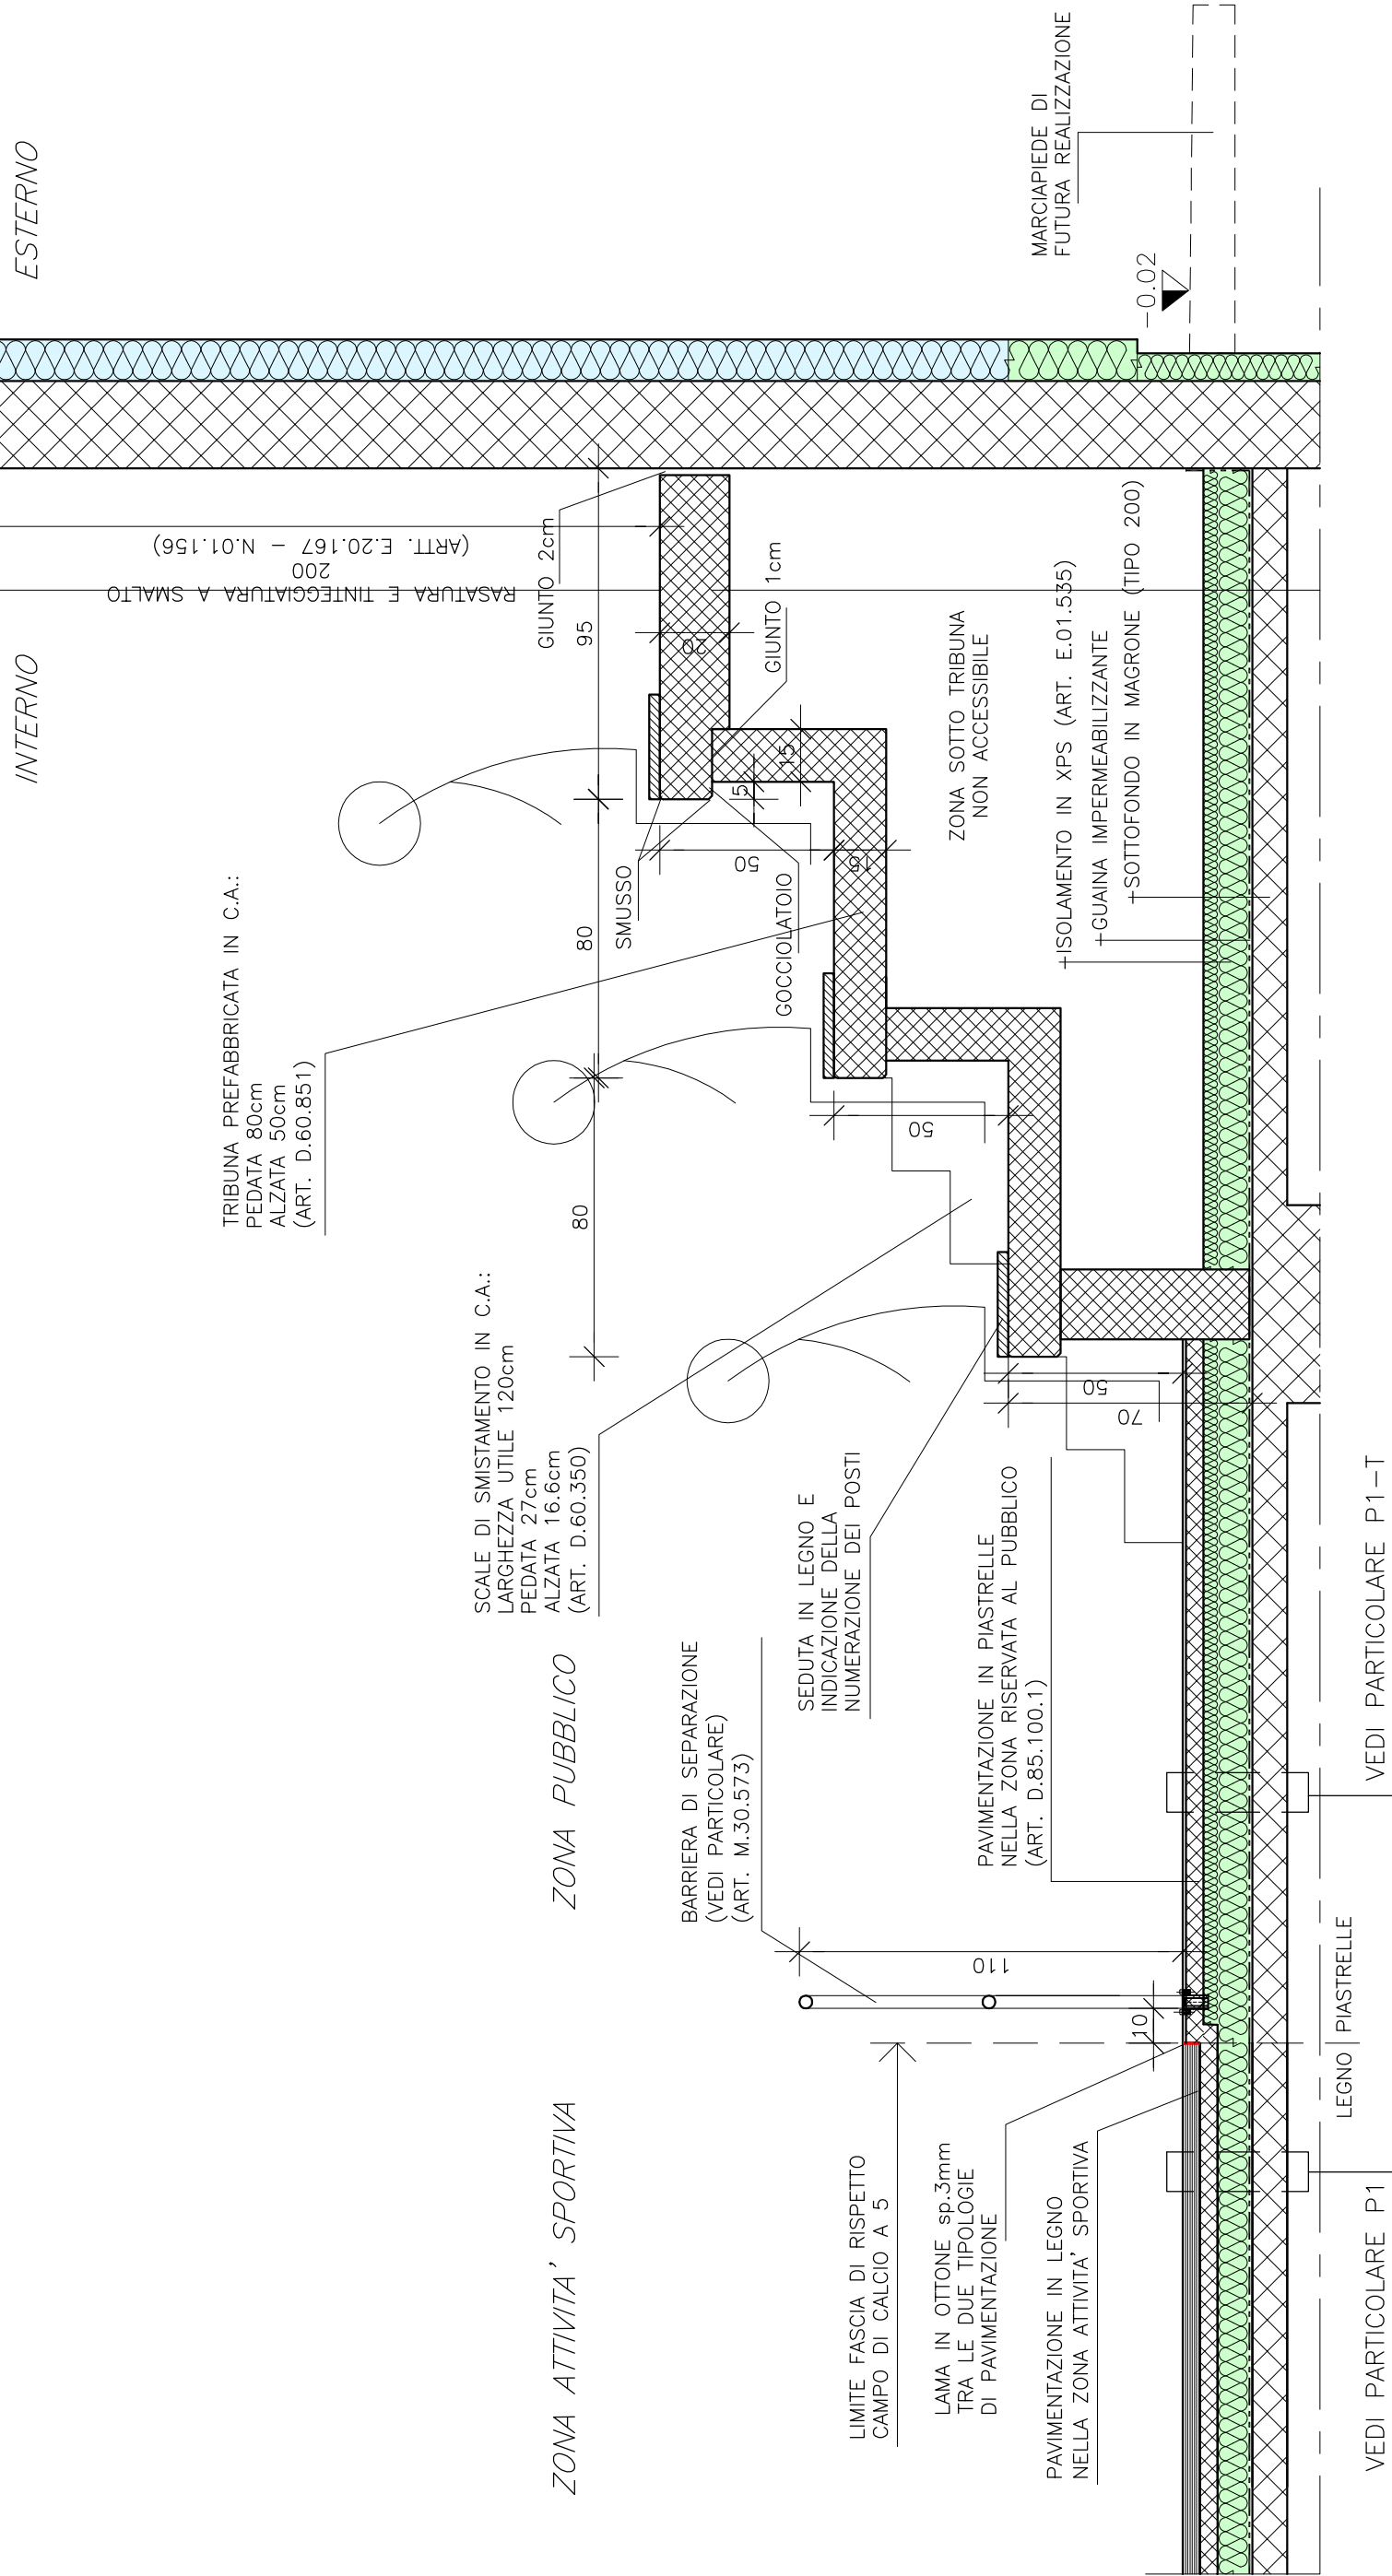 ESTERNO
INTERNO
MARCIAPIEDE DI
FUTURA REALIZZAZIONE
-0.02
RASATURA E TINTEGGIATURA A SMALTO
200
(ARTT. E.20.167 – N.01.156)
GIUNTO 2cm
95
20
GIUNTO 1cm
15
5
ZONA SOTTO TRIBUNA
NON ACCESSIBILE
ISOLAMENTO IN XPS (ART. E.01.535)
GUAINA IMPERMEABILIZZANTE
SOTTOFONDO IN MAGRONE (TIPO 200)
TRIBUNA PREFABBRICATA IN C.A.:
PEDATA 80cm
ALZATA 50cm
(ART. D.60.851)
SMUSSO
80
50
15
GOCCIOLATOIO
80
50
SCALE DI SMISTAMENTO IN C.A.:
LARGHEZZA UTILE 120cm
PEDATA 27cm
ALZATA 16.6cm
(ART. D.60.350)
50
70
SEDUTA IN LEGNO E
INDICAZIONE DELLA
NUMERAZIONE DEI POSTI
ZONA PUBBLICO
BARRIERA DI SEPARAZIONE
(VEDI PARTICOLARE)
(ART. M.30.573)
PAVIMENTAZIONE IN PIASTRELLE
NELLA ZONA RISERVATA AL PUBBLICO
(ART. D.85.100.1)
110
10
ZONA ATTIVITA' SPORTIVA
LIMITE FASCIA DI RISPETTO
CAMPO DI CALCIO A 5
LAMA IN OTTONE sp.3mm
TRA LE DUE TIPOLOGIE
DI PAVIMENTAZIONE
PAVIMENTAZIONE IN LEGNO
NELLA ZONA ATTIVITA' SPORTIVA
LEGNO
PIASTRELLE
VEDI PARTICOLARE P1
VEDI PARTICOLARE P1-T